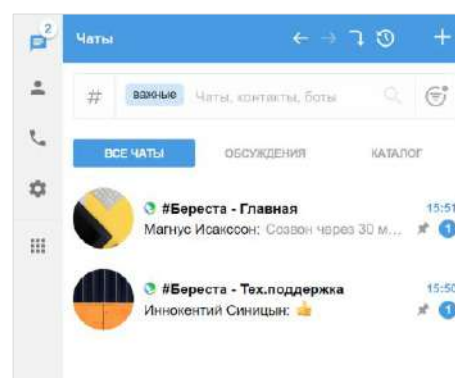 2
Чаты
# важные Чаты, контакты, боты
ВСЕ ЧАТЫ ОБСУЖДЕНИЯ КАТАЛОГ
#Береста - Главная 15:51
Магнус Исакссон: Созвон через 30 м... 1
#Береста - Тех.поддержка 15:50
Иннокентий Синицын: 👍 1